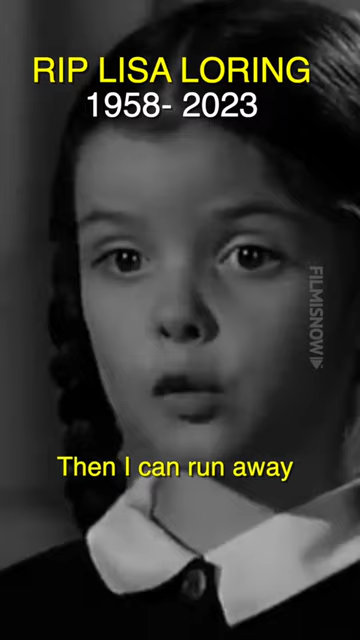 RIP LISA LORING
1958- 2023
FILMISNOW
Then I can run away